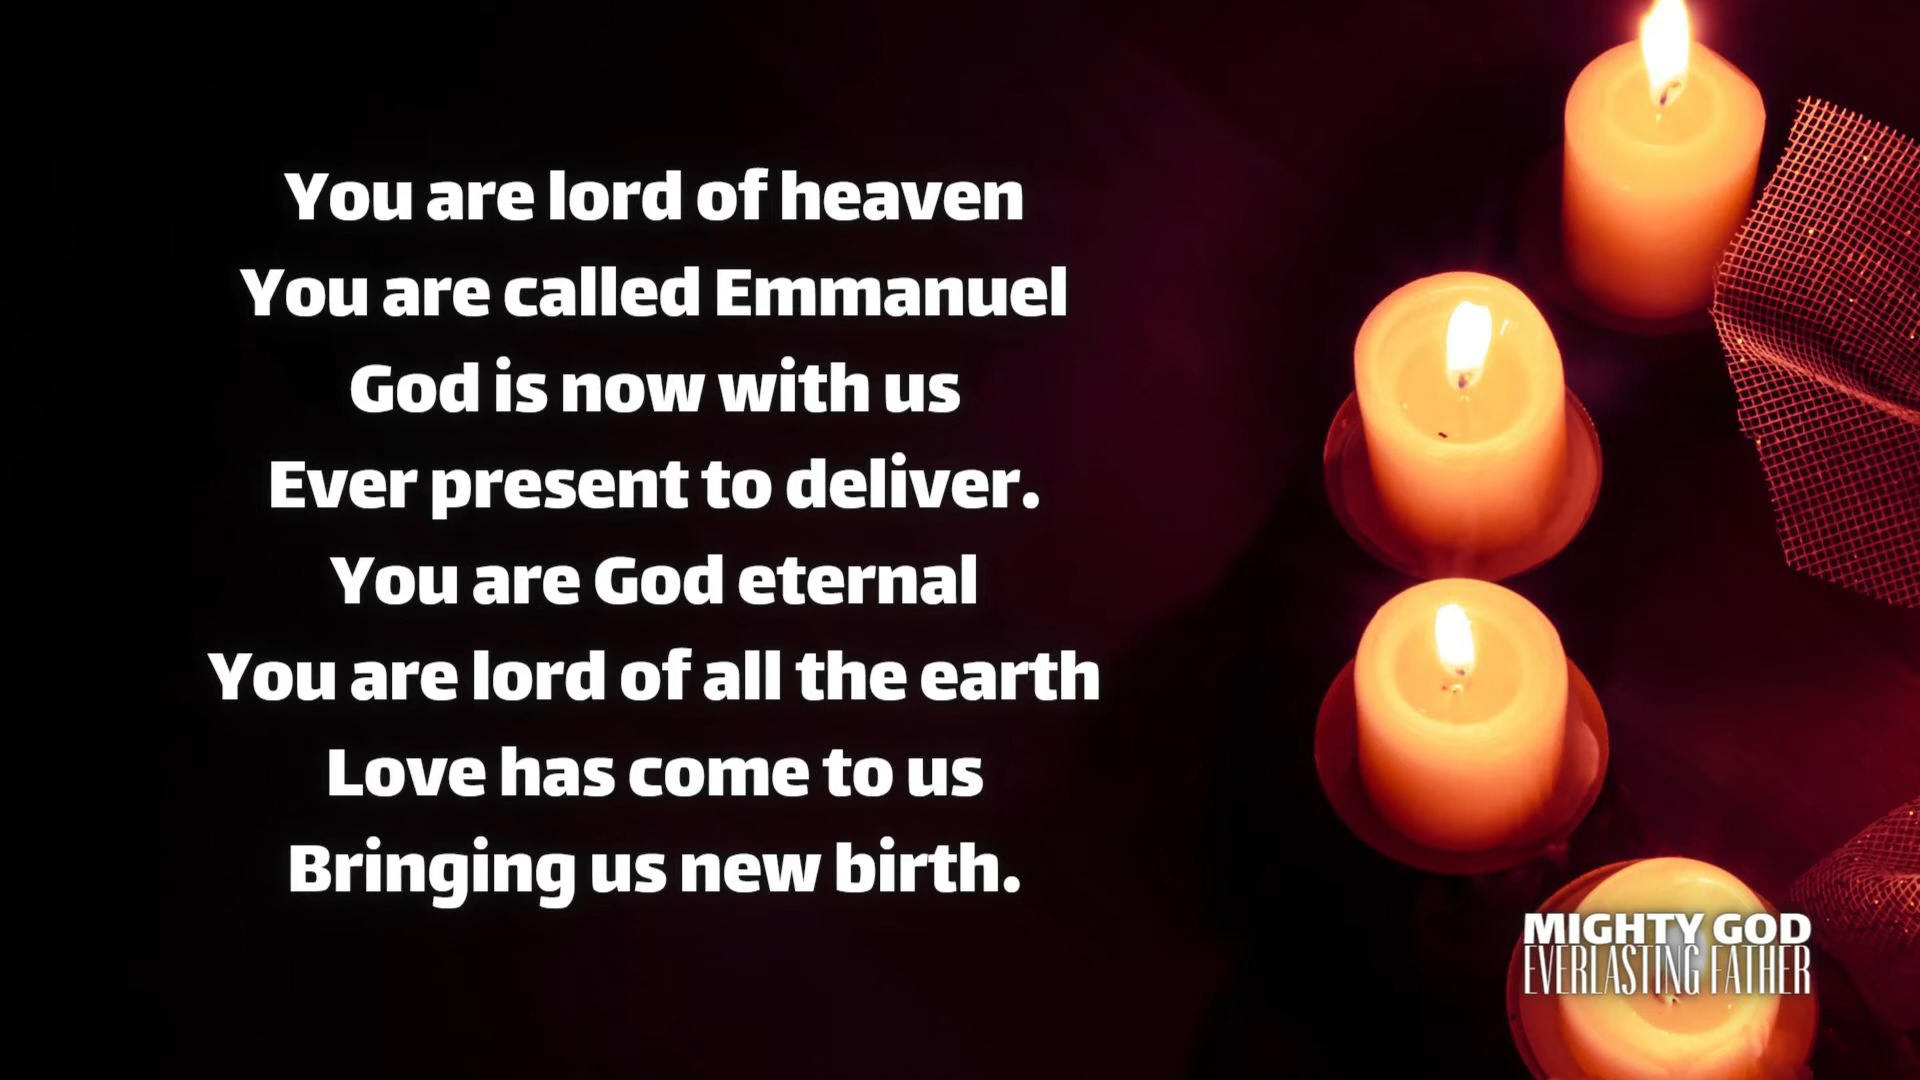 You are lord of heaven
You are called Emmanuel
God is now with us
Ever present to deliver.
You are God eternal
You are lord of all the earth
Love has come to us
Bringing us new birth.
MIGHTY GOD
EVERLASTING FATHER